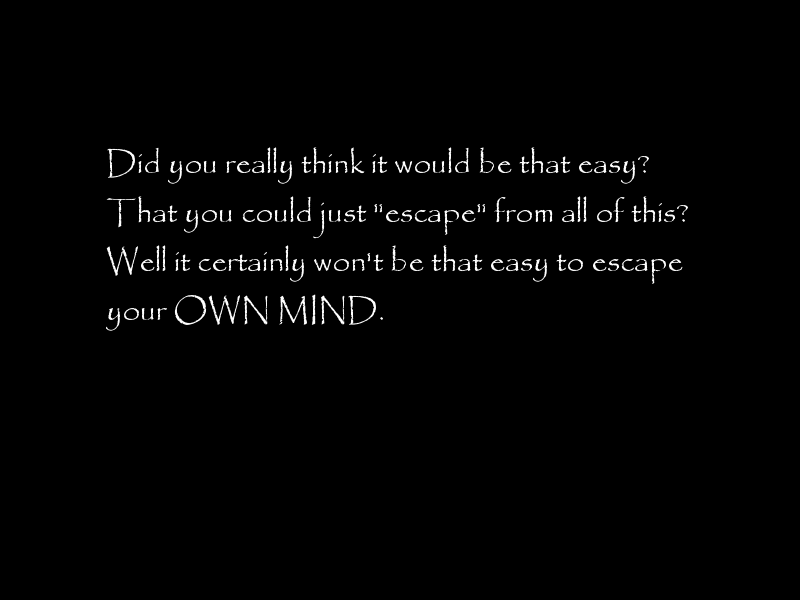 Did you really think it would be that easy?
That you could just "escape" from all of this?
Well it certainly won't be that easy to escape
your OWN MIND.